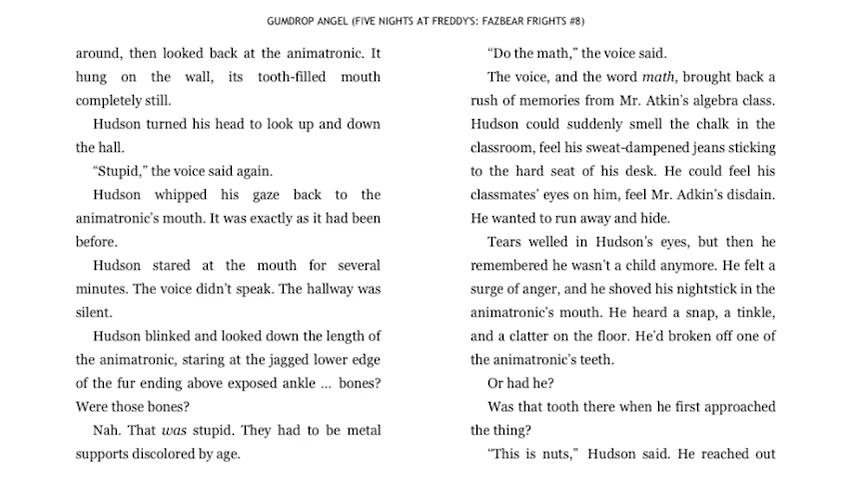 GUMDROP ANGEL (FIVE NIGHTS AT FREDDY'S: FAZBEAR FRIGHTS #8)
around, then looked back at the animatronic. It
hung on the wall, its tooth-filled mouth
completely still.
Hudson turned his head to look up and down
the hall.
“Stupid,” the voice said again.
Hudson whipped his gaze back to the
animatronic’s mouth. It was exactly as it had been
before.
Hudson stared at the mouth for several
minutes. The voice didn’t speak. The hallway was
silent.
Hudson blinked and looked down the length of
the animatronic, staring at the jagged lower edge
of the fur ending above exposed ankle … bones?
Were those bones?
Nah. That was stupid. They had to be metal
supports discolored by age.
“Do the math,” the voice said.
The voice, and the word math, brought back a
rush of memories from Mr. Atkin’s algebra class.
Hudson could suddenly smell the chalk in the
classroom, feel his sweat-dampened jeans sticking
to the hard seat of his desk. He could feel his
classmates’ eyes on him, feel Mr. Adkin’s disdain.
He wanted to run away and hide.
Tears welled in Hudson’s eyes, but then he
remembered he wasn’t a child anymore. He felt a
surge of anger, and he shoved his nightstick in the
animatronic’s mouth. He heard a snap, a tinkle,
and a clatter on the floor. He’d broken off one of
the animatronic’s teeth.
Or had he?
Was that tooth there when he first approached
the thing?
“This is nuts,” Hudson said. He reached out